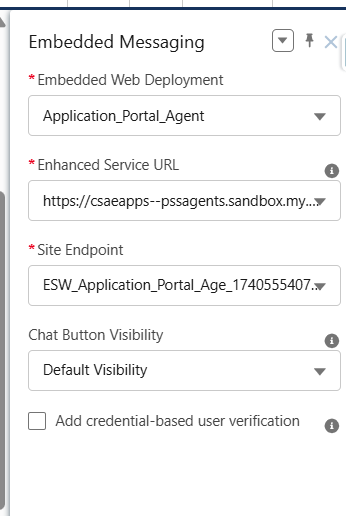 Embedded Messaging
*Embedded Web Deployment
Application_Portal_Agent
*Enhanced Service URL
https://csaeapps--pssagents.sandbox.my...
*Site Endpoint
ESW_Application_Portal_Age_1740555407...
Chat Button Visibility
Default Visibility
Add credential-based user verification